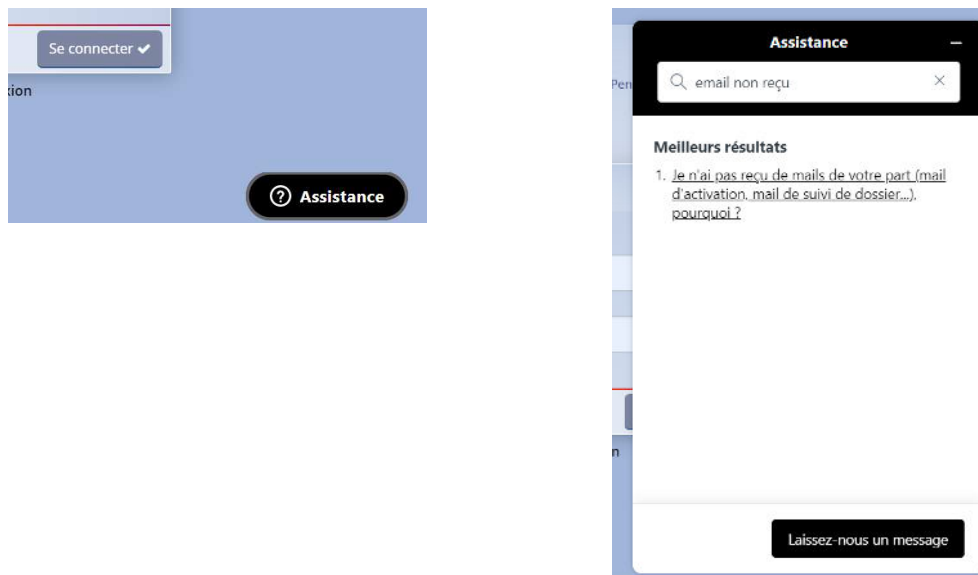 Se connecter ✔
xion
Assistance
Assistance
Pen
email non reçu
Meilleurs résultats
1. Je n'ai pas reçu de mails de votre part (mail
d'activation, mail de suivi de dossier...),
pourquoi ?
n
Laissez-nous un message